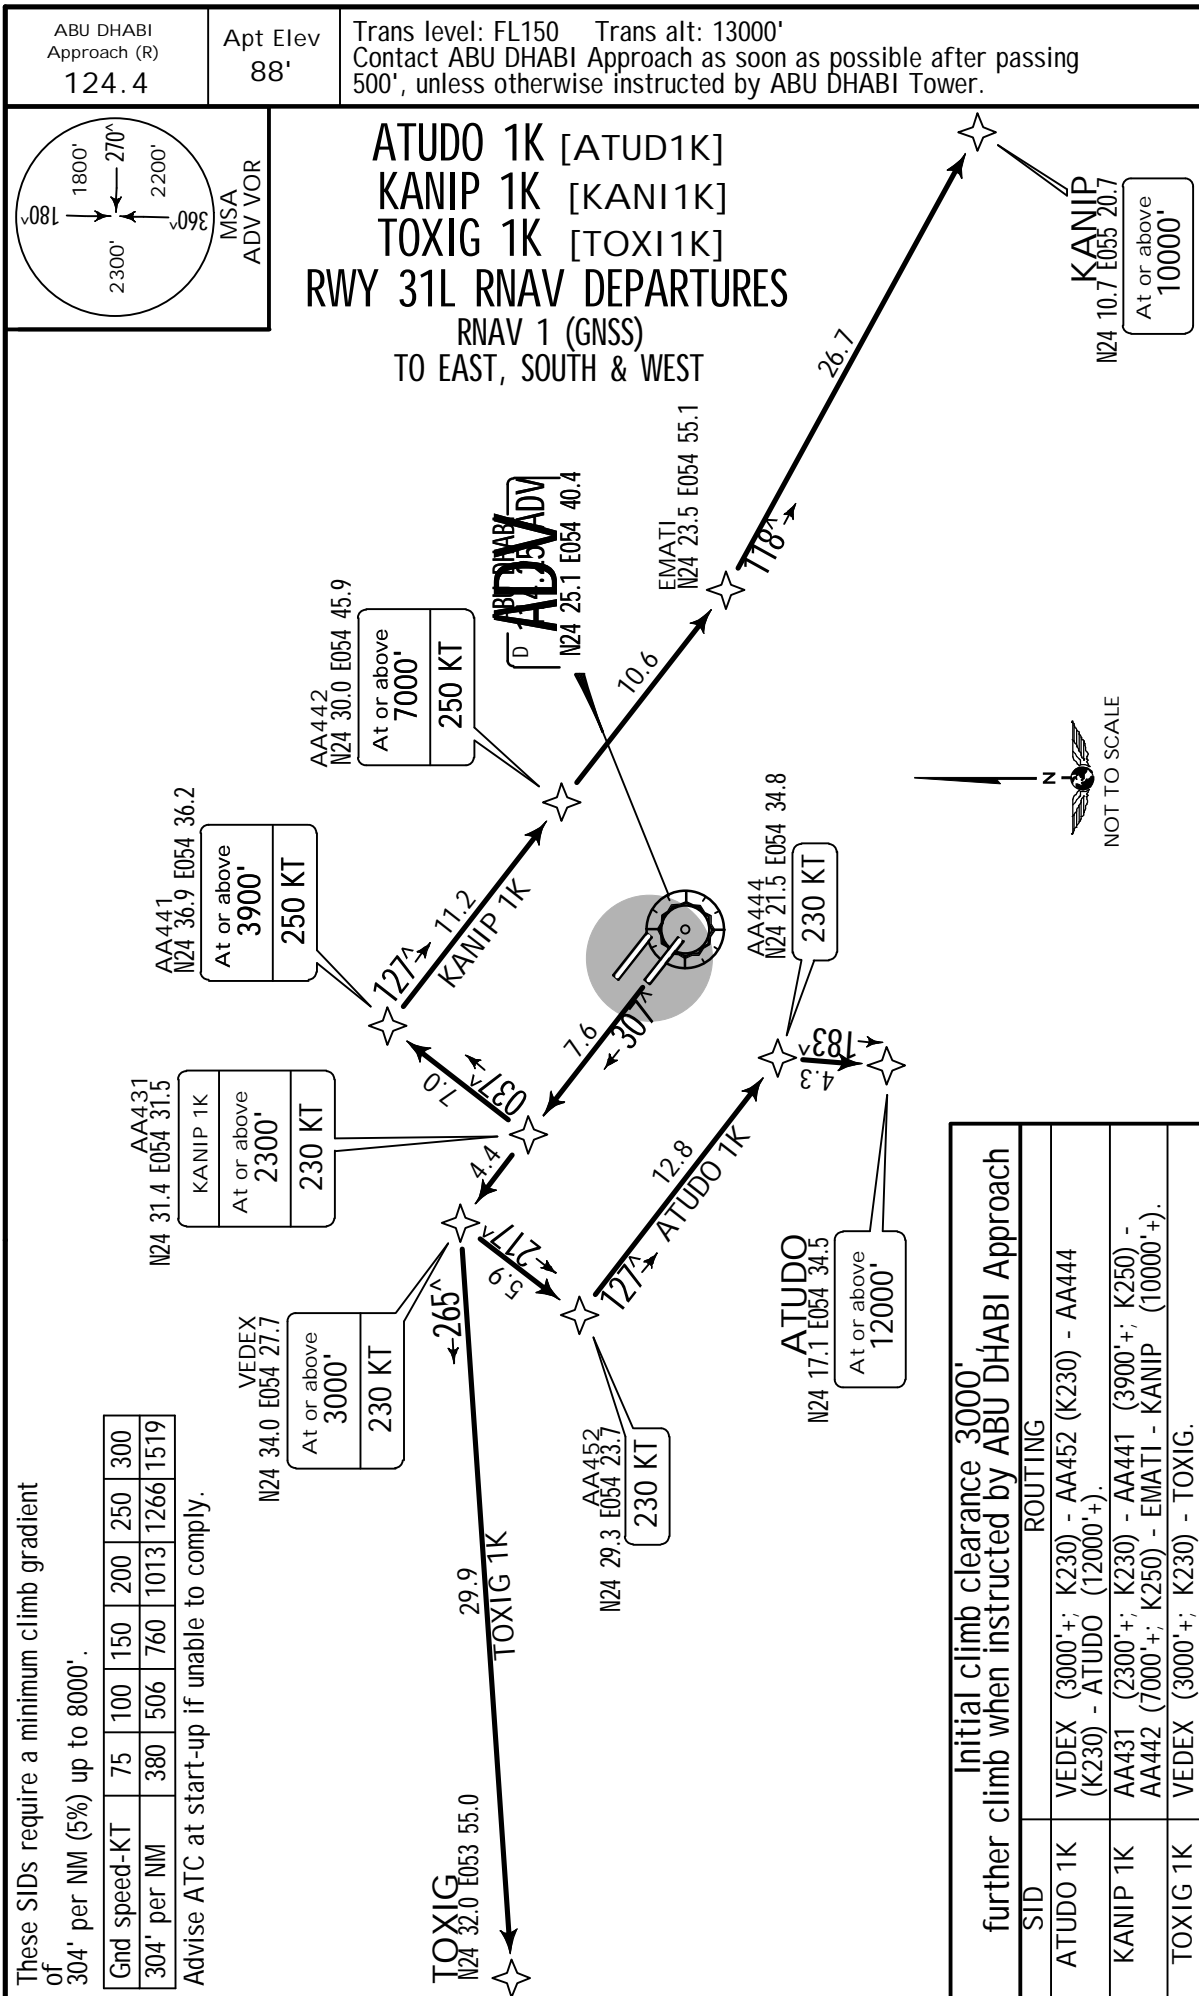 ABU DHABI
Approach (R)
124.4
Apt Elev
88'
Trans level: FL150 Trans alt: 13000'
Contact ABU DHABI Approach as soon as possible after passing
500', unless otherwise instructed by ABU DHABI Tower.
180^
1800'
270^
2200'
360^
2300'
MSA
ADV VOR
ATUDO 1K [ATUD1K]
KANIP 1K [KANI1K]
TOXIG 1K [TOXI1K]
RWY 31L RNAV DEPARTURES
RNAV 1 (GNSS)
TO EAST, SOUTH & WEST
KANIP
N24 10.7 E055 20.7
At or above
10000'
26.7
118^
EMATI
N24 23.5 E054 55.1
10.6
D
ABU DHABI
ADV
ADV
N24 25.1 E054 40.4
AA442
N24 30.0 E054 45.9
At or above
7000'
250 KT
AA441
N24 36.9 E054 36.2
At or above
3900'
250 KT
127^
11.2
KANIP 1K
7.0
037^
7.6
307^
AA431
N24 31.4 E054 31.5
KANIP 1K
At or above
2300'
230 KT
4.4
VEDEX
N24 34.0 E054 27.7
At or above
3000'
230 KT
265^
217^
5.9
AA452
N24 29.3 E054 23.7
230 KT
127^
12.8
ATUDO 1K
AA444
N24 21.5 E054 34.8
230 KT
183^
4.3
ATUDO
N24 17.1 E054 34.5
At or above
12000'
29.9
TOXIG 1K
TOXIG
N24 32.0 E053 55.0
N
NOT TO SCALE
These SIDs require a minimum climb gradient
of
304' per NM (5%) up to 8000'.
Gnd speed-KT 75 100 150 200 250 300
304' per NM 380 506 760 1013 1266 1519
Advise ATC at start-up if unable to comply.
Initial climb clearance 3000',
further climb when instructed by ABU DHABI Approach
SID ROUTING
ATUDO 1K VEDEX (3000'+; K230) - AA452 (K230) - AA444
(K230) - ATUDO (12000'+).
KANIP 1K AA431 (2300'+; K230) - AA441 (3900'+; K250) -
AA442 (7000'+; K250) - EMATI - KANIP (10000'+).
TOXIG 1K VEDEX (3000'+; K230) - TOXIG.